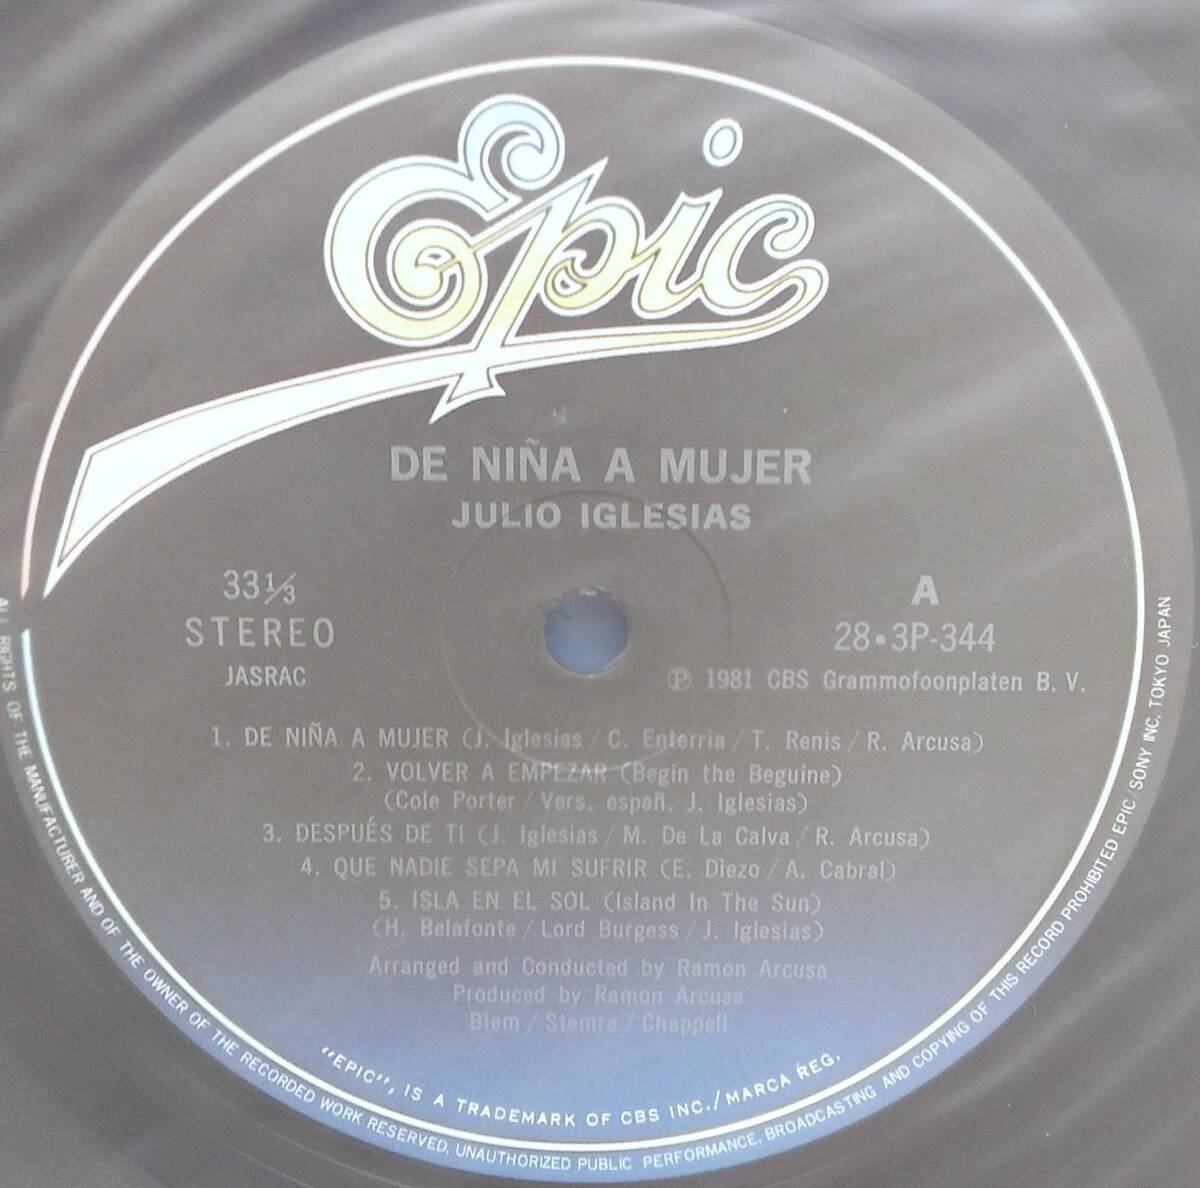 Epic
DE NIÑA A MUJER
JULIO IGLESIAS
33 1/3
STEREO
JASRAC
A
28•3P-344
Ⓟ 1981 CBS Grammofoonplaten B. V.
1. DE NIÑA A MUJER (J. Iglesias / C. Enterria / T. Renis / R. Arcusa)
2. VOLVER A EMPEZAR (Begin the Beguine)
(Cole Porter / Vers. españ. J. Iglesias)
3. DESPUÉS DE TI (J. Iglesias / M. De La Calva / R. Arcusa)
4. QUE NADIE SEPA MI SUFRIR (E. Diezo / A. Cabral)
5. ISLA EN EL SOL (Island In The Sun)
(H. Belafonte / Lord Burgess / J. Iglesias)
Arranged and Conducted by Ramon Arcusa
Produced by Ramon Arcusa
Biem / Stemra / Chappell
"EPIC", IS A TRADEMARK OF CBS INC./MARCA REG.
ALL RIGHTS OF THE MANUFACTURER AND OF THE OWNER OF THE RECORDED WORK RESERVED, UNAUTHORIZED PUBLIC PERFORMANCE, BROADCASTING AND COPYING OF THIS RECORD PROHIBITED EPIC/SONY INC. TOKYO JAPAN